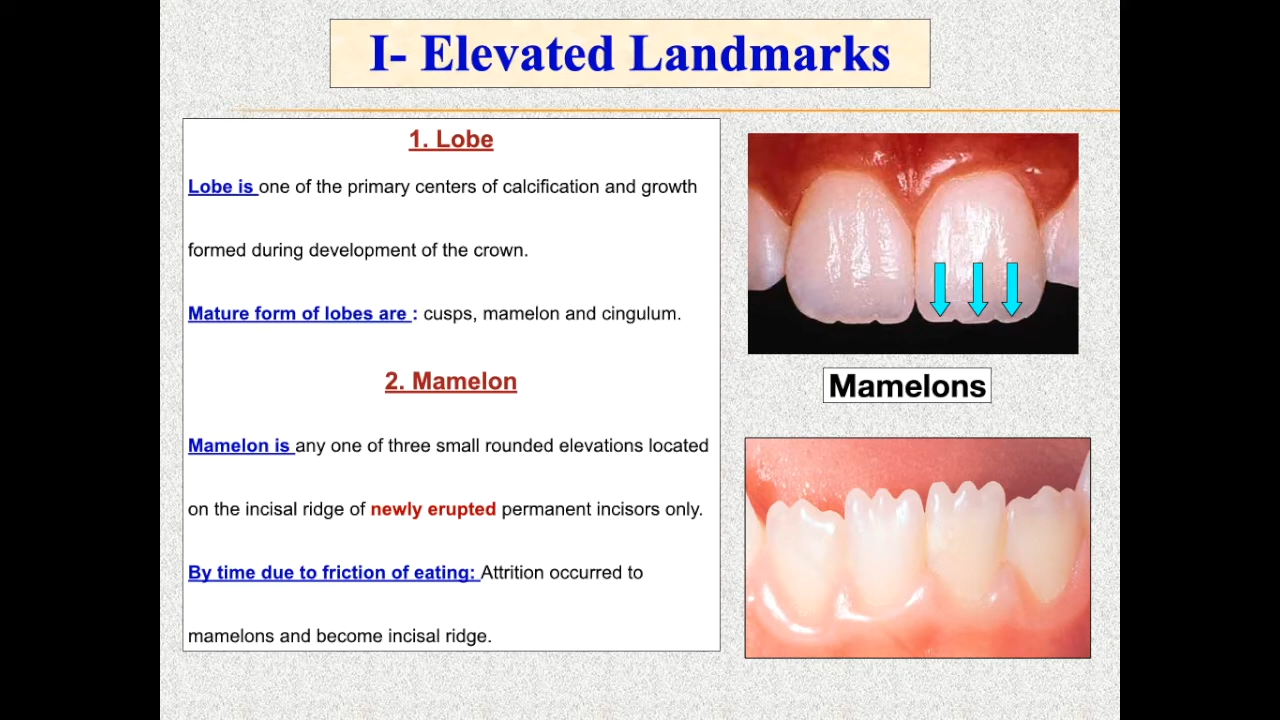 I- Elevated Landmarks
1. Lobe
Lobe is one of the primary centers of calcification and growth
formed during development of the crown.
Mature form of lobes are : cusps, mamelon and cingulum.
2. Mamelon
Mamelon is any one of three small rounded elevations located
on the incisal ridge of newly erupted permanent incisors only.
By time due to friction of eating: Attrition occurred to
mamelons and become incisal ridge.
Mamelons